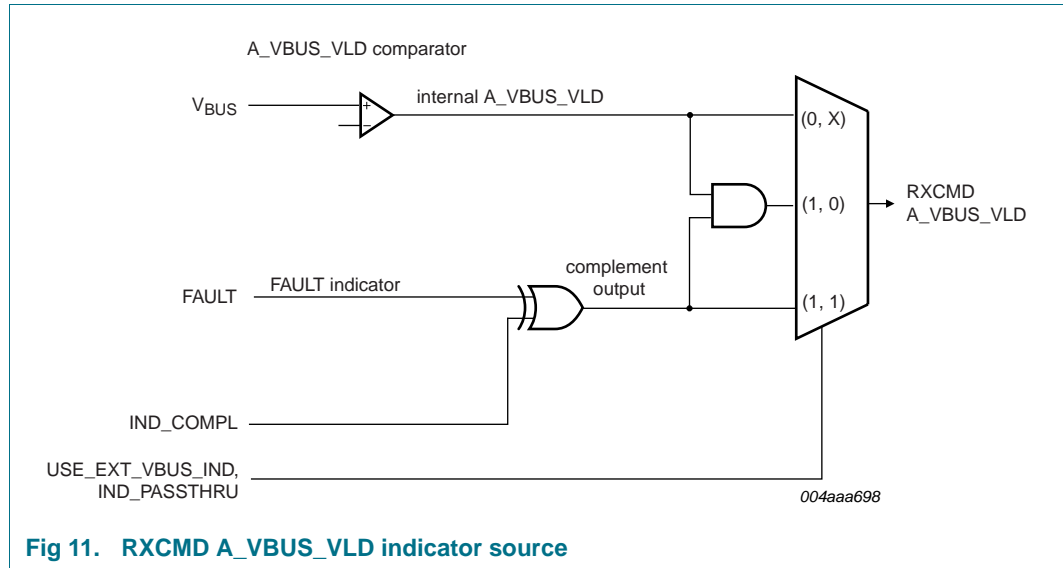 A_VBUS_VLD comparator
VBUS
+
−
internal A_VBUS_VLD
(0, X)
(1, 0)
RXCMD
A_VBUS_VLD
complement
output
FAULT
FAULT indicator
(1, 1)
IND_COMPL
USE_EXT_VBUS_IND,
IND_PASSTHRU
004aaa698
Fig 11. RXCMD A_VBUS_VLD indicator source